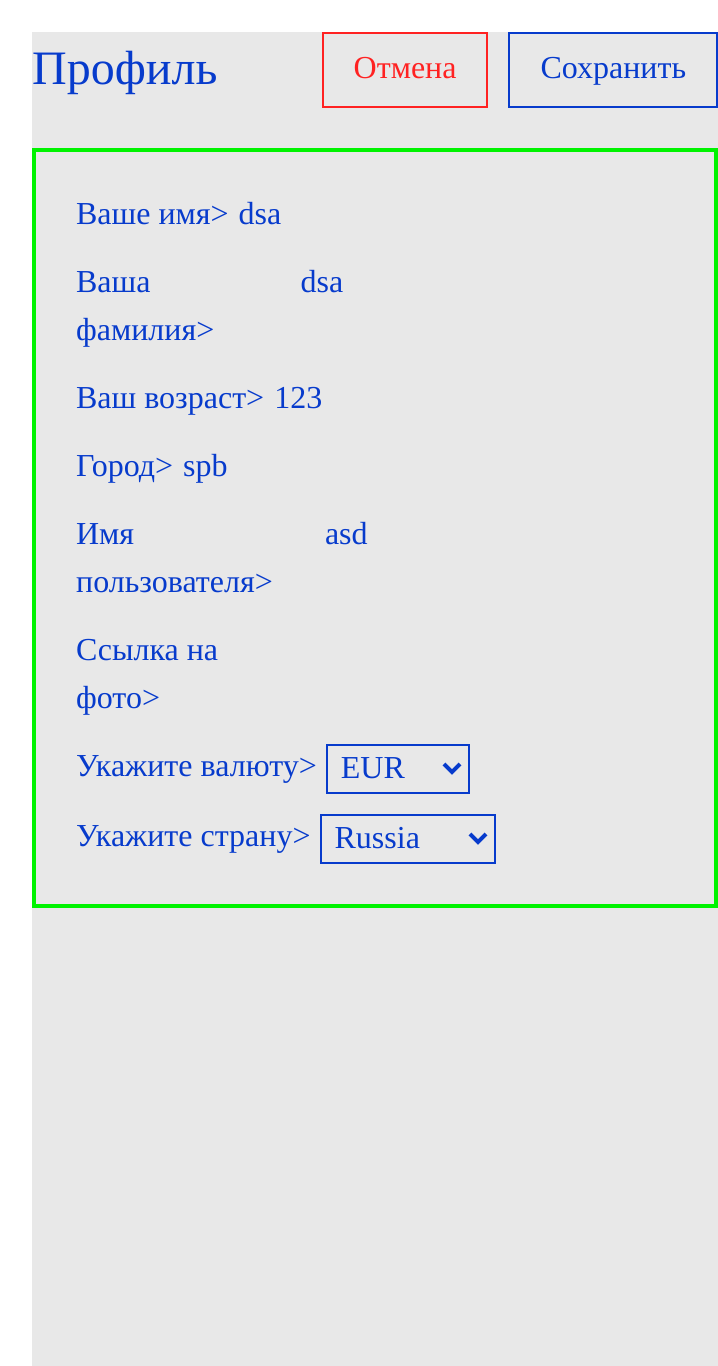 Профиль Отмена Сохранить
Ваше имя> dsa
Ваша dsa
фамилия>
Ваш возраст> 123
Город> spb
Имя asd
пользователя>
Ссылка на
фото>
Укажите валюту> EUR
Укажите страну> Russia